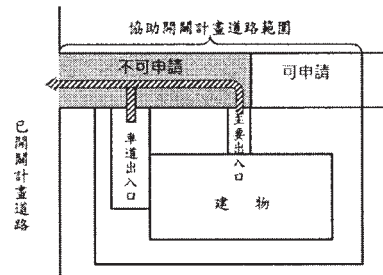 協助開闢計畫道路範圍
不可申請
可申請
已開闢計畫道路
車道出入口
主要出入口
建物